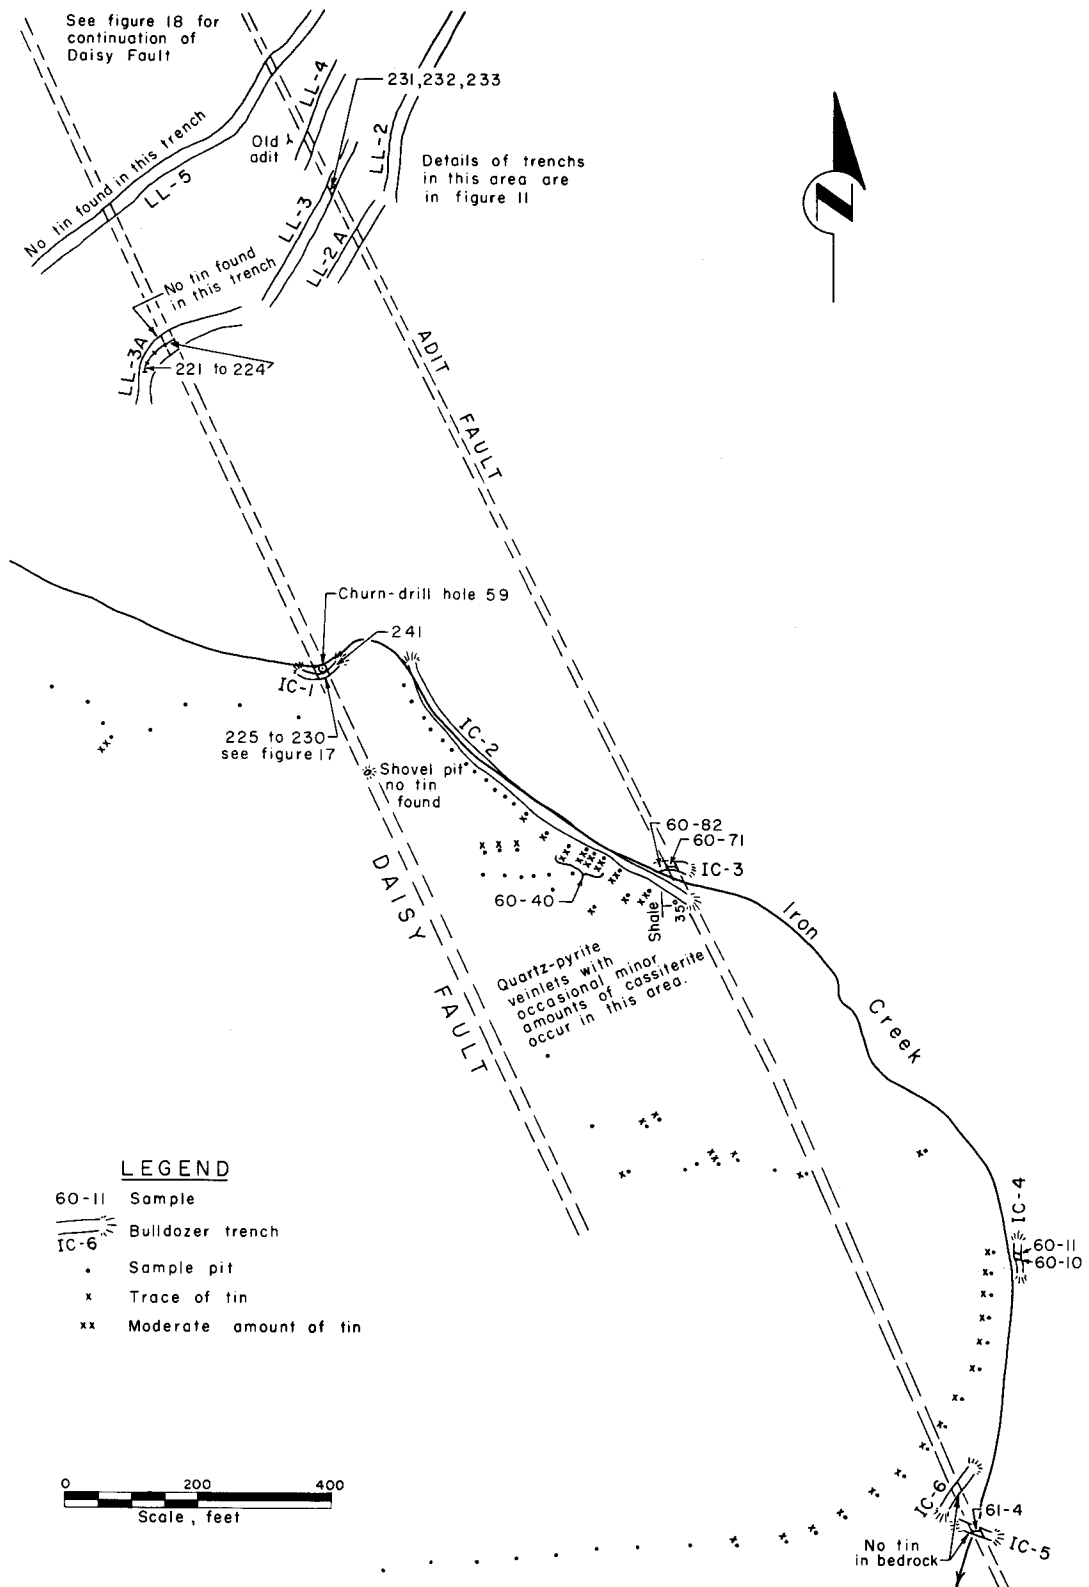 See figure 18 for
continuation of
Daisy Fault
231,232,233
LL-4
Old
adit
LL-2
Details of trenchs
in this area are
in figure 11
No tin found in this trench
LL-5
LL-3
LL-2A
No tin found
in this trench
LL-3A
221 to 224
N
ADIT
FAULT
Churn-drill hole 59
241
IC-1
225 to 230
see figure 17
IC-2
Shovel pit
no tin
found
60-82
60-71
IC-3
60-40
Shale
35°
DAISY
FAULT
Iron
Creek
Quartz-pyrite
veinlets with
occasional minor
amounts of cassiterite
occur in this area.
IC-4
60-11
60-10
LEGEND
60-11 Sample
IC-6 Bulldozer trench
• Sample pit
x Trace of tin
xx Moderate amount of tin
0 200 400
Scale, feet
IC-6
61-4
IC-5
No tin
in bedrock